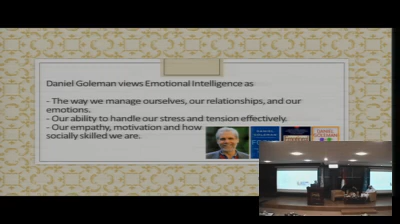 Daniel Goleman views Emotional Intelligence as
- The way we manage ourselves, our relationships, and our
emotions.
- Our ability to handle our stress and tension effectively.
- Our empathy, motivation and how
socially skilled we are.